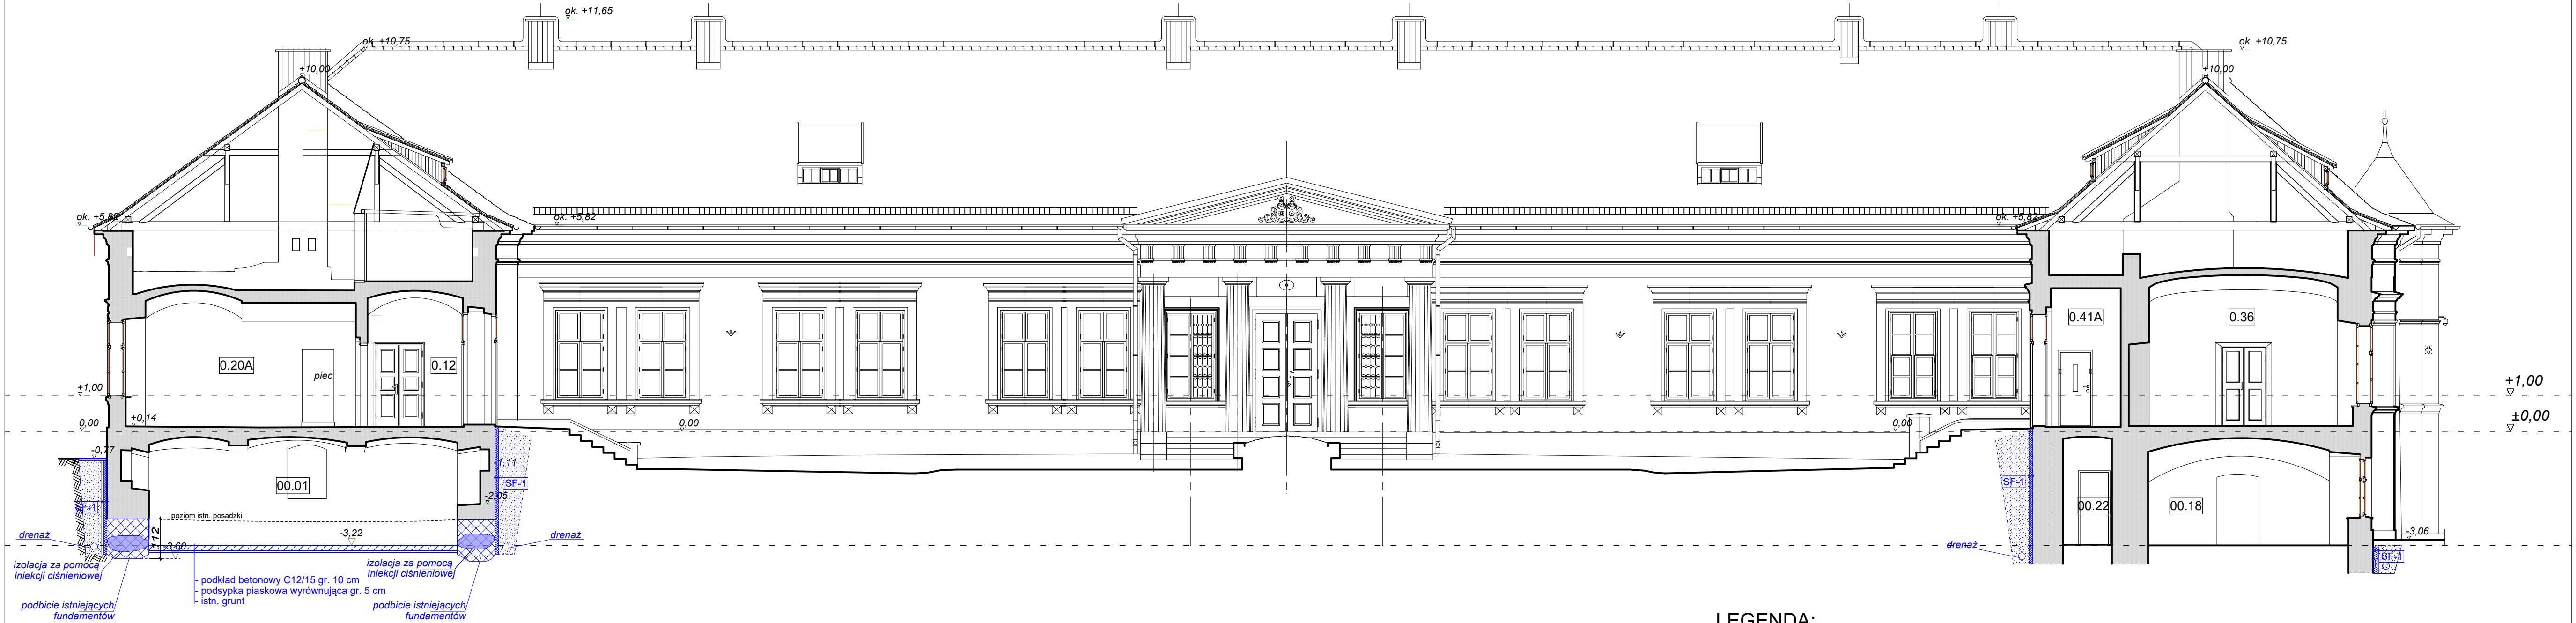 ok. +11,65
ok. +10,75
ok. +10,75
+10,00
+10,00
ok. +5,82
ok. +5,82
ok. +5,82
0.41A
0.36
0.20A
0.12
piec
+1,00
+1,00
+0,14
0,00
0,00
0,00
±0,00
-0,77
-1,11
SF-1
SF-1
00.01
-2,05
SF-1
00.22
00.18
poziom istn. posadzki
112
-3,22
-3,60
-3,06
drenaż
drenaż
drenaż
SF-1
izolacja za pomocą
iniekcji ciśnieniowej
izolacja za pomocą
iniekcji ciśnieniowej
- podkład betonowy C12/15 gr. 10 cm
- podsypka piaskowa wyrównująca gr. 5 cm
- istn. grunt
podbicie istniejących
fundamentów
podbicie istniejących
fundamentów
LEGENDA: